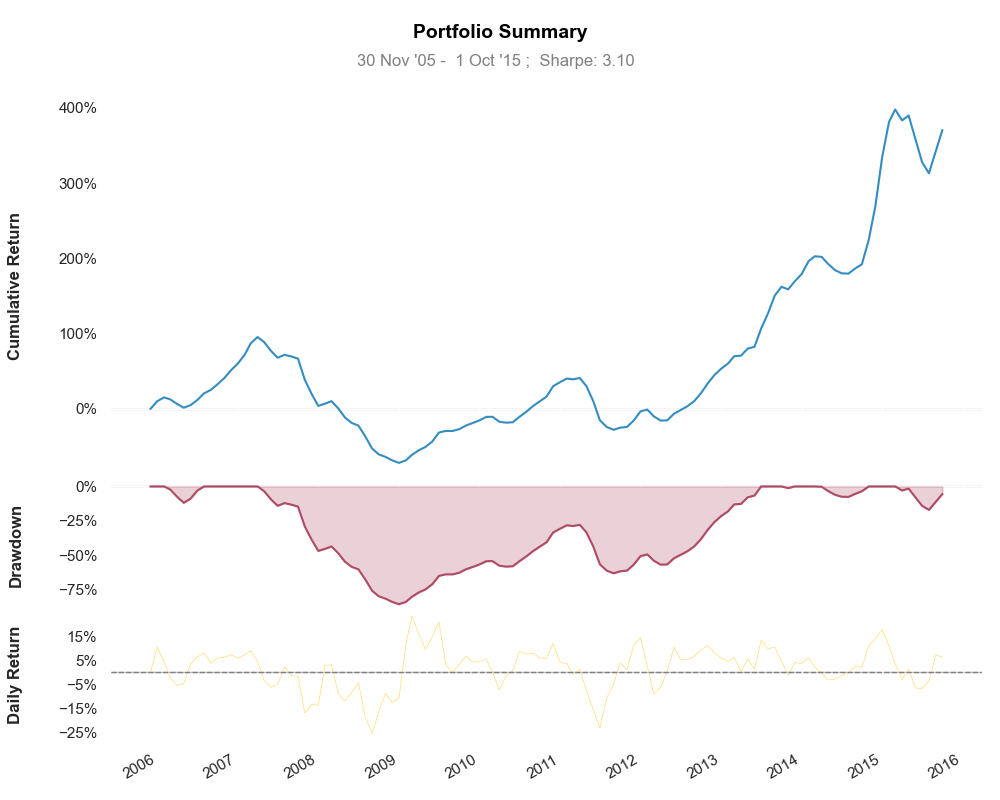 Portfolio Summary
30 Nov '05 -  1 Oct '15 ;  Sharpe: 3.10
Cumulative Return
400%
300%
200%
100%
0%
Drawdown
0%
−25%
−50%
−75%
Daily Return
15%
5%
−5%
−15%
−25%
2006 2007 2008 2009 2010 2011 2012 2013 2014 2015 2016